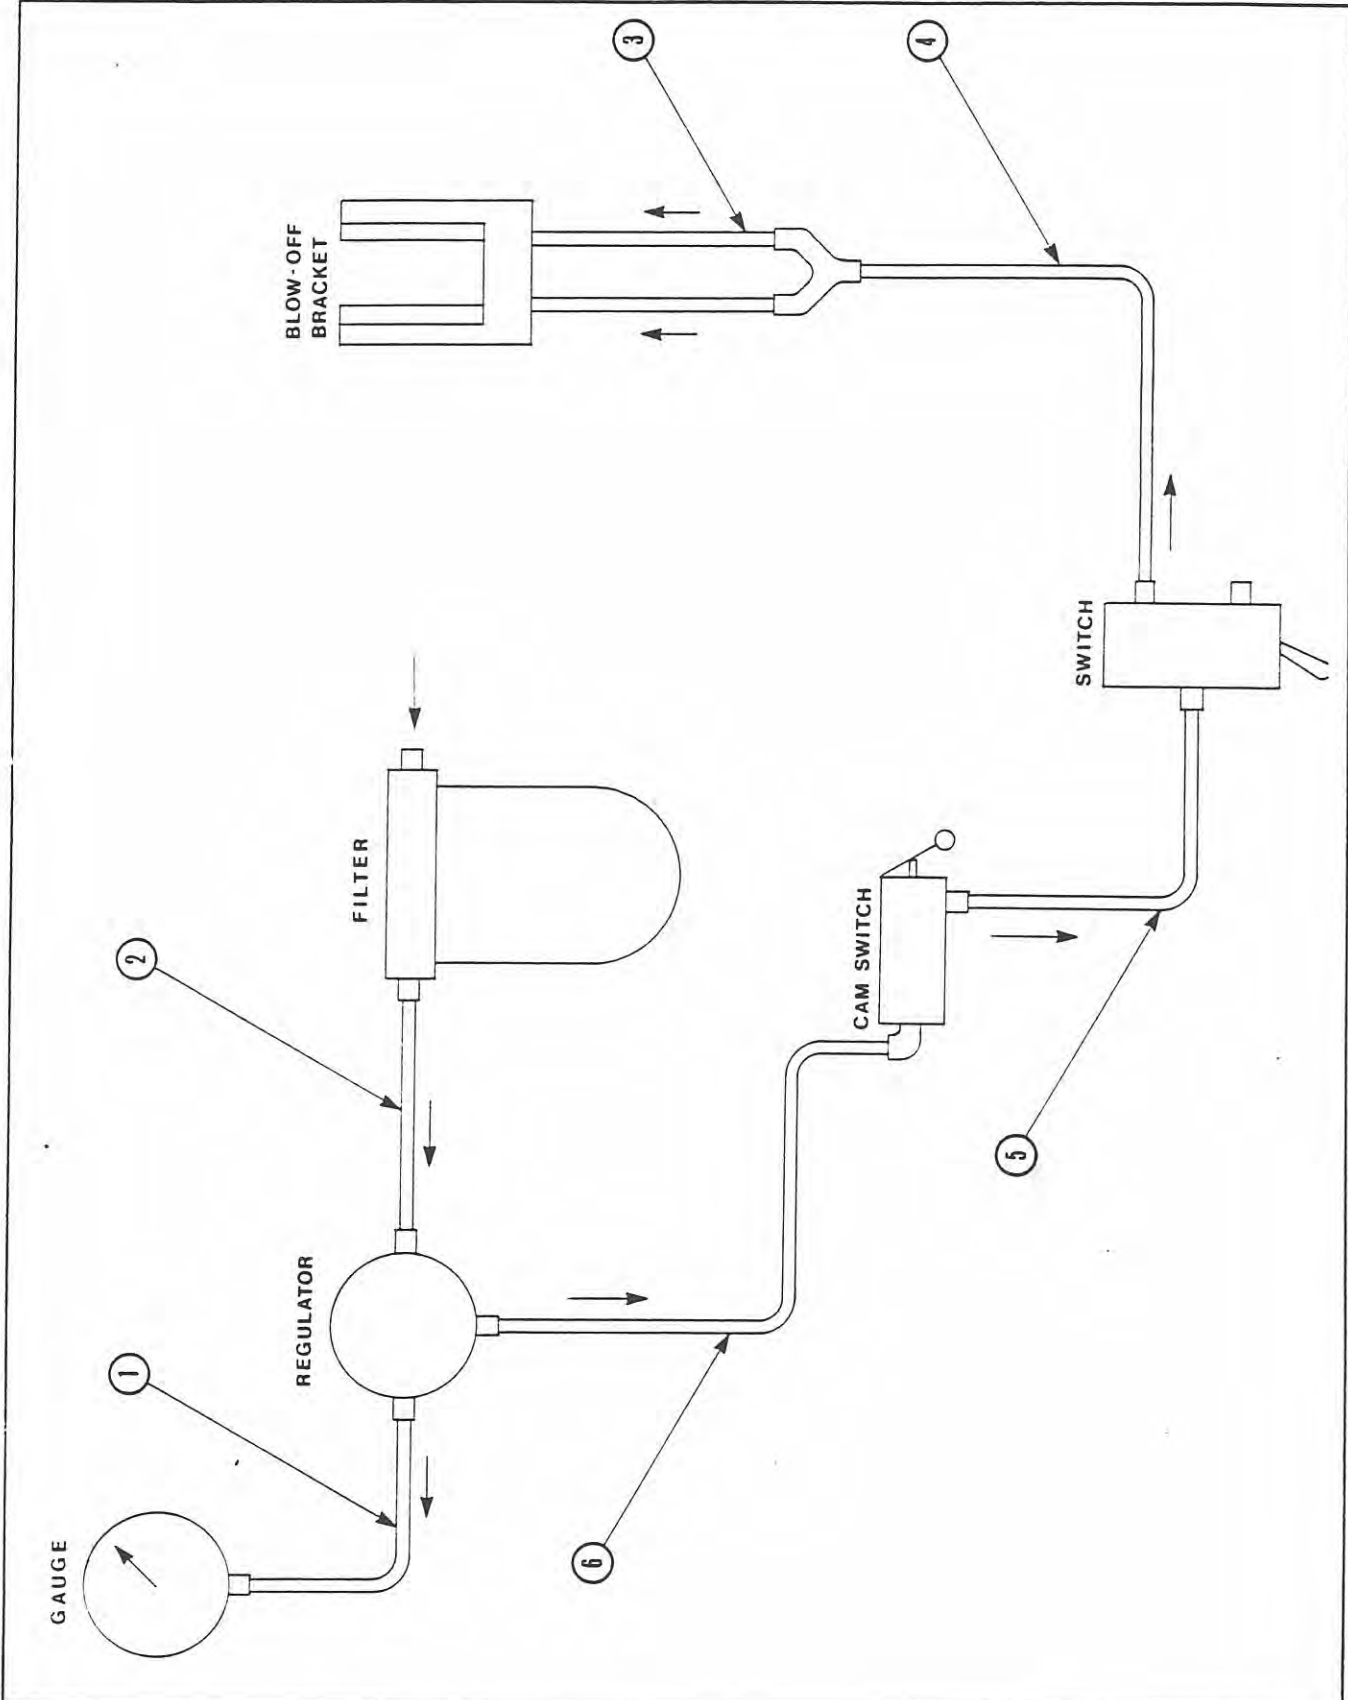 GAUGE
1
REGULATOR
2
FILTER
BLOW-OFF
BRACKET
3
4
6
CAM SWITCH
5
SWITCH